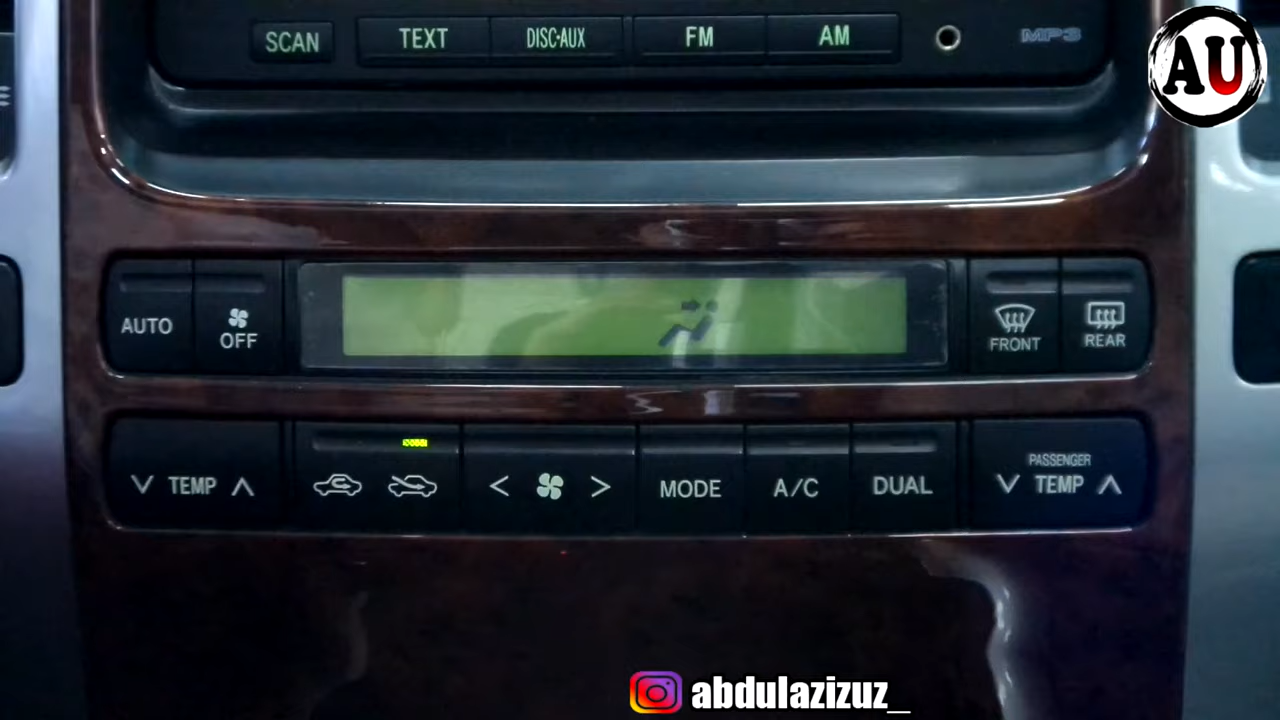 SCAN TEXT DISC·AUX FM AM MP3
AU
AUTO OFF FRONT REAR
TEMP MODE A/C DUAL PASSENGER TEMP
abdulazizuz_